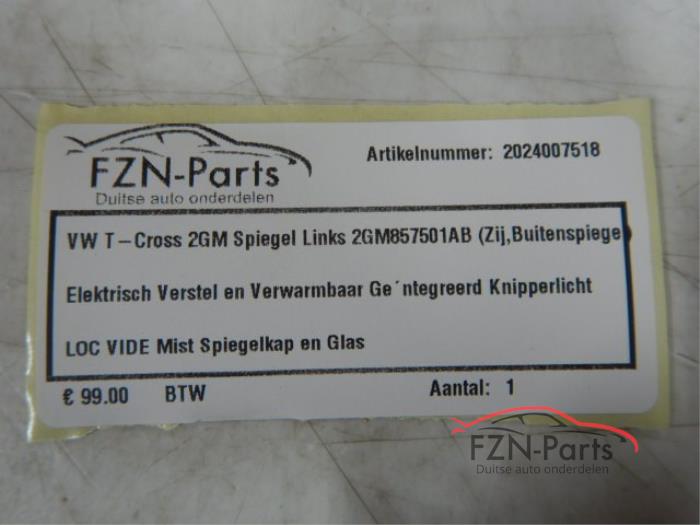 FZN-Parts
Duitse auto onderdelen
Artikelnummer: 2024007518
VW T-Cross 2GM Spiegel Links 2GM857501AB (Zij,Buitenspiege)
Elektrisch Verstel en Verwarmbaar Ge´ntegreerd Knipperlicht
LOC VIDE Mist Spiegelkap en Glas
€ 99.00 BTW Aantal: 1
FZN-Parts
Duitse auto onderdelen